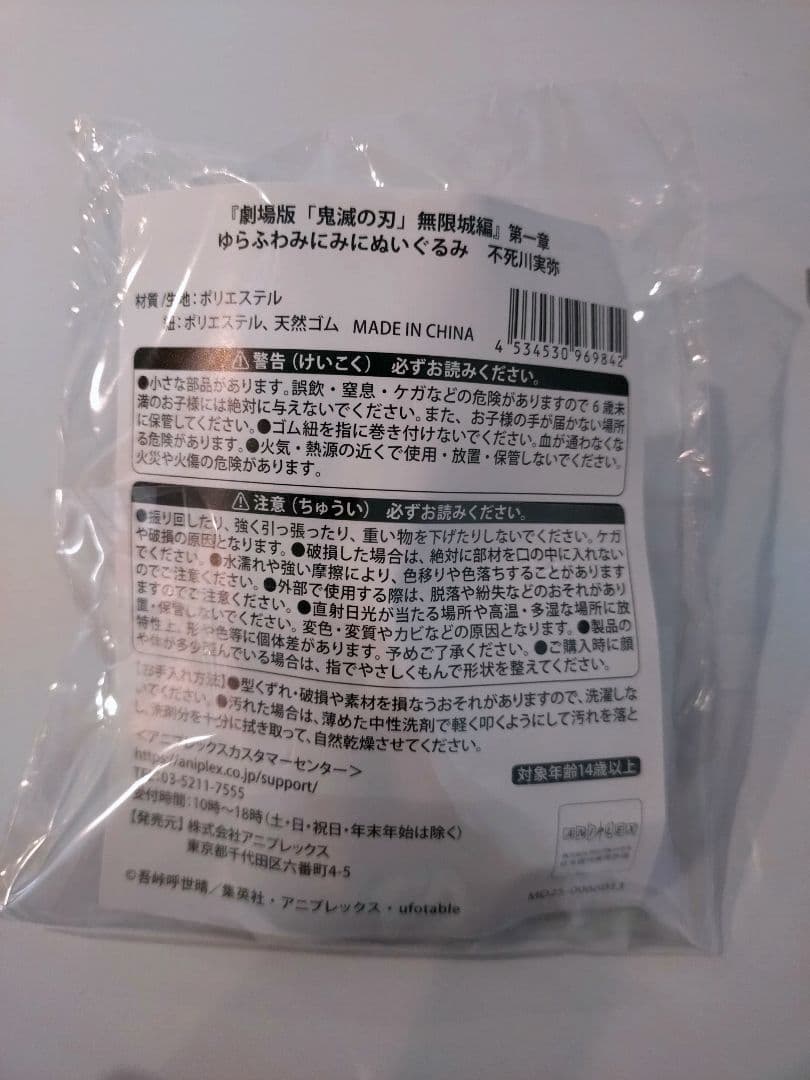 『劇場版「鬼滅の刃」無限城編』第一章
ゆらふわみにみにぬいぐるみ　不死川実弥
材質/生地：ポリエステル
紐：ポリエステル、天然ゴム　MADE IN CHINA
4 534530 969842
⚠警告（けいこく）　必ずお読みください。
●小さな部品があります。誤飲・窒息・ケガなどの危険がありますので6歳未
満のお子様には絶対に与えないでください。また、お子様の手が届かない場所
に保管してください。●ゴム紐を指に巻き付けないでください。血が通わなくな
る危険があります。●火気・熱源の近くで使用・放置・保管しないでください。
火災や火傷の危険があります。
⚠注意（ちゅうい）　必ずお読みください。
●振り回したり、強く引っ張ったり、重い物を下げたりしないでください。ケガ
や破損の原因となります。●破損した場合は、絶対に部材を口の中に入れない
でください。●水濡れや強い摩擦により、色移りや色落ちすることがあります
のでご注意ください。●外部で使用する際は、脱落や紛失などのおそれがあり
ますのでご注意ください。●直射日光が当たる場所や高温・多湿な場所に放
置・保管しないでください。変色・変質やカビなどの原因となります。●製品の
特性上、形や色等に個体差があります。予めご了承ください。●ご購入時に顔
や体が多少凹んでいる場合は、指でやさしくもんで形状を整えてください。
【お手入れ方法】●型くずれ・破損や素材を損なうおそれがありますので、洗濯しな
いでください。●汚れた場合は、薄めた中性洗剤で軽く叩くようにして汚れを落と
し、洗剤分を十分に拭き取って、自然乾燥させてください。
＜アニプレックスカスタマーセンター＞
https://aniplex.co.jp/support/
TEL:03-5211-7555
受付時間：10時～18時（土・日・祝日・年末年始は除く）
対象年齢14歳以上
【発売元】株式会社アニプレックス
東京都千代田区六番町4-5
©吾峠呼世晴／集英社・アニプレックス・ufotable